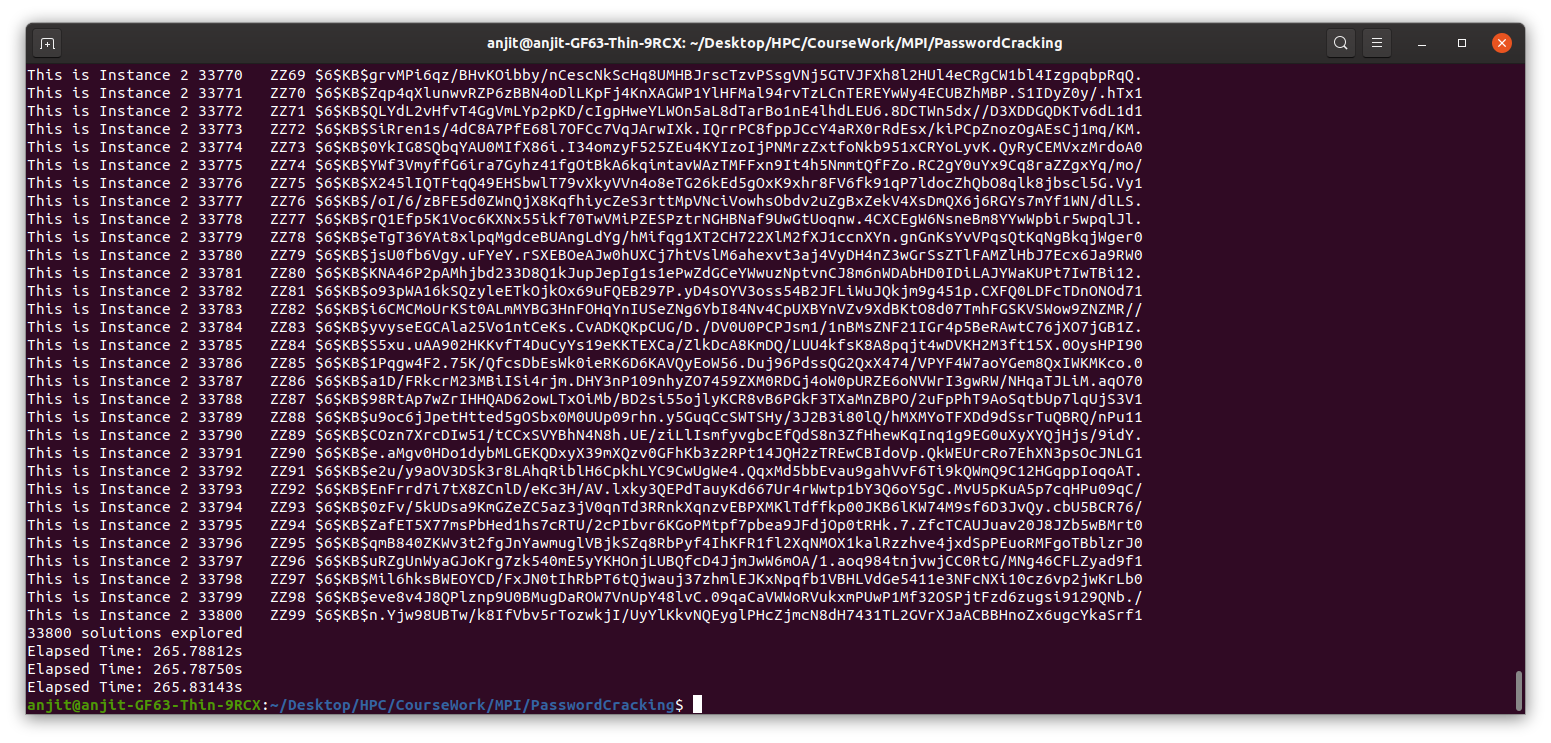 anjit@anjit-GF63-Thin-9RCX: ~/Desktop/HPC/CourseWork/MPI/PasswordCracking
This is Instance 2 33770   ZZ69 $6$KB$grvMPi6qz/BHvKOibby/nCescNkScHq8UMHBJrscTzvPSsgVNj5GTVJFXh8l2HUl4eCRgCW1bl4IzgpqbpRqQ.
This is Instance 2 33771   ZZ70 $6$KB$Zqp4qXlunwvRZP6zBBN4oDlLKpFj4KnXAGWP1YlHFMal94rvTzLCnTEREYwWy4ECUBZhMBP.S1IDyZ0y/.hTx1
This is Instance 2 33772   ZZ71 $6$KB$QLYdL2vHfvT4GgVmLYp2pKD/cIgpHweYLWOn5aL8dTarBo1nE4lhdLEU6.8DCTWn5dx//D3XDDGQDKTv6dL1d1
This is Instance 2 33773   ZZ72 $6$KB$SiRren1s/4dC8A7PfE68l7OFCc7VqJArwIXk.IQrrPC8fppJCcY4aRX0rRdEsx/kiPCpZnozOgAEsCj1mq/KM.
This is Instance 2 33774   ZZ73 $6$KB$0YkIG8SQbqYAU0MIfX86i.I34omzyF525ZEu4KYIzoIjPNMrzZxtfoNkb951xCRYoLyvK.QyRyCEMVxzMrdoA0
This is Instance 2 33775   ZZ74 $6$KB$YWf3VmyffG6ira7Gyhz41fgOtBkA6kqimtavWAzTMFFxn9It4h5NmmtQfFZo.RC2gY0uYx9Cq8raZZgxYq/mo/
This is Instance 2 33776   ZZ75 $6$KB$X245lIQTFtqQ49EHSbwlT79vXkyVVn4o8eTG26kEd5gOxK9xhr8FV6fk91qP7ldocZhQbO8qlk8jbscl5G.Vy1
This is Instance 2 33777   ZZ76 $6$KB$/oI/6/zBFE5d0ZWnQjX8KqfhiycZeS3rttMpVNciVowhsObdv2uZgBxZekV4XsDmQX6j6RGYs7mYf1WN/dlLS.
This is Instance 2 33778   ZZ77 $6$KB$rQ1Efp5K1Voc6KXNx55ikf70TwVMiPZESPztrNGHBNaf9UwGtUoqnw.4CXCEgW6NsneBm8YYwWpbir5wpqlJl.
This is Instance 2 33779   ZZ78 $6$KB$eTgT36YAt8xlpqMgdceBUAngLdYg/hMifqg1XT2CH722XlM2fXJ1ccnXYn.gnGnKsYvVPqsQtKqNgBkqjWger0
This is Instance 2 33780   ZZ79 $6$KB$jsU0fb6Vgy.uFYeY.rSXEBOeAJw0hUXCj7htVslM6ahexvt3aj4VyDH4nZ3wGrSsZTlFAMZlHbJ7Ecx6Ja9RW0
This is Instance 2 33781   ZZ80 $6$KB$KNA46P2pAMhjbd233D8Q1kJupJepIg1s1ePwZdGCeYWwuzNptvnCJ8m6nWDAbHD0IDiLAJYWaKUPt7IwTBi12.
This is Instance 2 33782   ZZ81 $6$KB$o93pWA16kSQzyleETkOjkOx69uFQEB297P.yD4sOYV3oss54B2JFLiWuJQkjm9g451p.CXFQ0LDFcTDnONOd71
This is Instance 2 33783   ZZ82 $6$KB$i6CMCMoUrKSt0ALmMYBG3HnFOHqYnIUSeZNg6YbI84Nv4CpUXBYnVZv9XdBKtO8d07TmhFGSKVSWow9ZNZMR//
This is Instance 2 33784   ZZ83 $6$KB$yvyseEGCAla25Vo1ntCeKs.CvADKQKpCUG/D./DV0U0PCPJsm1/1nBMsZNF21IGr4p5BeRAwtC76jXO7jGB1Z.
This is Instance 2 33785   ZZ84 $6$KB$S5xu.uAA902HKKvfT4DuCyYs19eKKTEXCa/ZlkDcA8KmDQ/LUU4kfsK8A8pqjt4wDVKH2M3ft15X.0OysHPI90
This is Instance 2 33786   ZZ85 $6$KB$1Pqgw4F2.75K/QfcsDbEsWk0ieRK6D6KAVQyEoW56.Duj96PdssQG2QxX474/VPYF4W7aoYGem8QxIWKMKco.0
This is Instance 2 33787   ZZ86 $6$KB$a1D/FRkcrM23MBiISi4rjm.DHY3nP109nhyZO7459ZXM0RDGj4oW0pURZE6oNVWrI3gwRW/NHqaTJLiM.aqO70
This is Instance 2 33788   ZZ87 $6$KB$98RtAp7wZrIHHQAD62owLTxOiMb/BD2si55ojlyKCR8vB6PGkF3TXaMnZBPO/2uFpPhT9AoSqtbUp7lqUjS3V1
This is Instance 2 33789   ZZ88 $6$KB$u9oc6jJpetHtted5gOSbx0M0UUp09rhn.y5GuqCcSWTSHy/3J2B3i80lQ/hMXMYoTFXDd9dSsrTuQBRQ/nPu11
This is Instance 2 33790   ZZ89 $6$KB$COzn7XrcDIw51/tCCxSVYBhN4N8h.UE/ziLlIsmfyvgbcEfQdS8n3ZfHhewKqInq1g9EG0uXyXYQjHjs/9idY.
This is Instance 2 33791   ZZ90 $6$KB$e.aMgv0HDo1dybMLGEKQDxyX39mXQzv0GFhKb3z2RPt14JQH2zTREwCBIdoVp.QkWEUrcRo7EhXN3psOcJNLG1
This is Instance 2 33792   ZZ91 $6$KB$e2u/y9aOV3DSk3r8LAhqRiblH6CpkhLYC9CwUgWe4.QqxMd5bbEvau9gahVvF6Ti9kQWmQ9C12HGqppIoqoAT.
This is Instance 2 33793   ZZ92 $6$KB$EnFrrd7i7tX8ZCnlD/eKc3H/AV.lxky3QEPdTauyKd667Ur4rWwtp1bY3Q6oY5gC.MvU5pKuA5p7cqHPu09qC/
This is Instance 2 33794   ZZ93 $6$KB$0zFv/5kUDsa9KmGZeZC5az3jV0qnTd3RRnkXqnzvEBPXMKlTdffkp00JKB6lKW74M9sf6D3JvQy.cbU5BCR76/
This is Instance 2 33795   ZZ94 $6$KB$ZafET5X77msPbHed1hs7cRTU/2cPIbvr6KGoPMtpf7pbea9JFdjOp0tRHk.7.ZfcTCAUJuav20J8JZb5wBMrt0
This is Instance 2 33796   ZZ95 $6$KB$qmB840ZKWv3t2fgJnYawmuglVBjkSZq8RbPyf4IhKFR1fl2XqNMOX1kalRzzhve4jxdSpPEuoRMFgoTBblzrJ0
This is Instance 2 33797   ZZ96 $6$KB$uRZgUnWyaGJoKrg7zk540mE5yYKHOnjLUBQfcD4JjmJwW6mOA/1.aoq984tnjvwjCC0RtG/MNg46CFLZyad9f1
This is Instance 2 33798   ZZ97 $6$KB$Mil6hksBWEOYCD/FxJN0tIhRbPT6tQjwauj37zhmlEJKxNpqfb1VBHLVdGe5411e3NFcNXi10cz6vp2jwKrLb0
This is Instance 2 33799   ZZ98 $6$KB$eve8v4J8QPlznp9U0BMugDaROW7VnUpY48lvC.09qaCaVWWoRVukxmPUwP1Mf32OSPjtFzd6zugsi9129QNb./
This is Instance 2 33800   ZZ99 $6$KB$n.Yjw98UBTw/k8IfVbv5rTozwkjI/UyYlKkvNQEyglPHcZjmcN8dH7431TL2GVrXJaACBBHnoZx6ugcYkaSrf1
33800 solutions explored
Elapsed Time: 265.78812s
Elapsed Time: 265.78750s
Elapsed Time: 265.83143s
anjit@anjit-GF63-Thin-9RCX:~/Desktop/HPC/CourseWork/MPI/PasswordCracking$